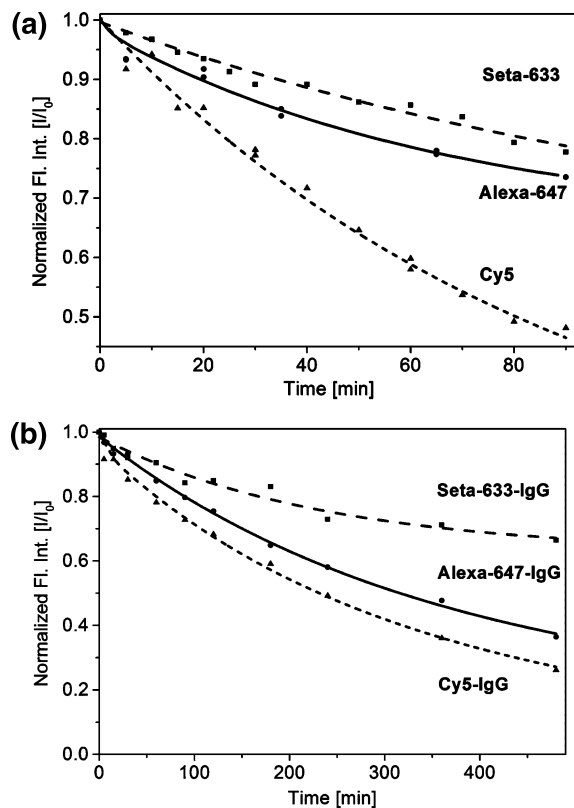 (a)
1.0
0.9
0.8
0.7
0.6
0.5
Normalized Fl. Int. [I/I₀]
Seta-633
Alexa-647
Cy5
0 20 40 60 80
Time [min]
(b)
1.0
0.8
0.6
0.4
0.2
0.0
Normalized Fl. Int. [I/I₀]
Seta-633-IgG
Alexa-647-IgG
Cy5-IgG
0 100 200 300 400
Time [min]